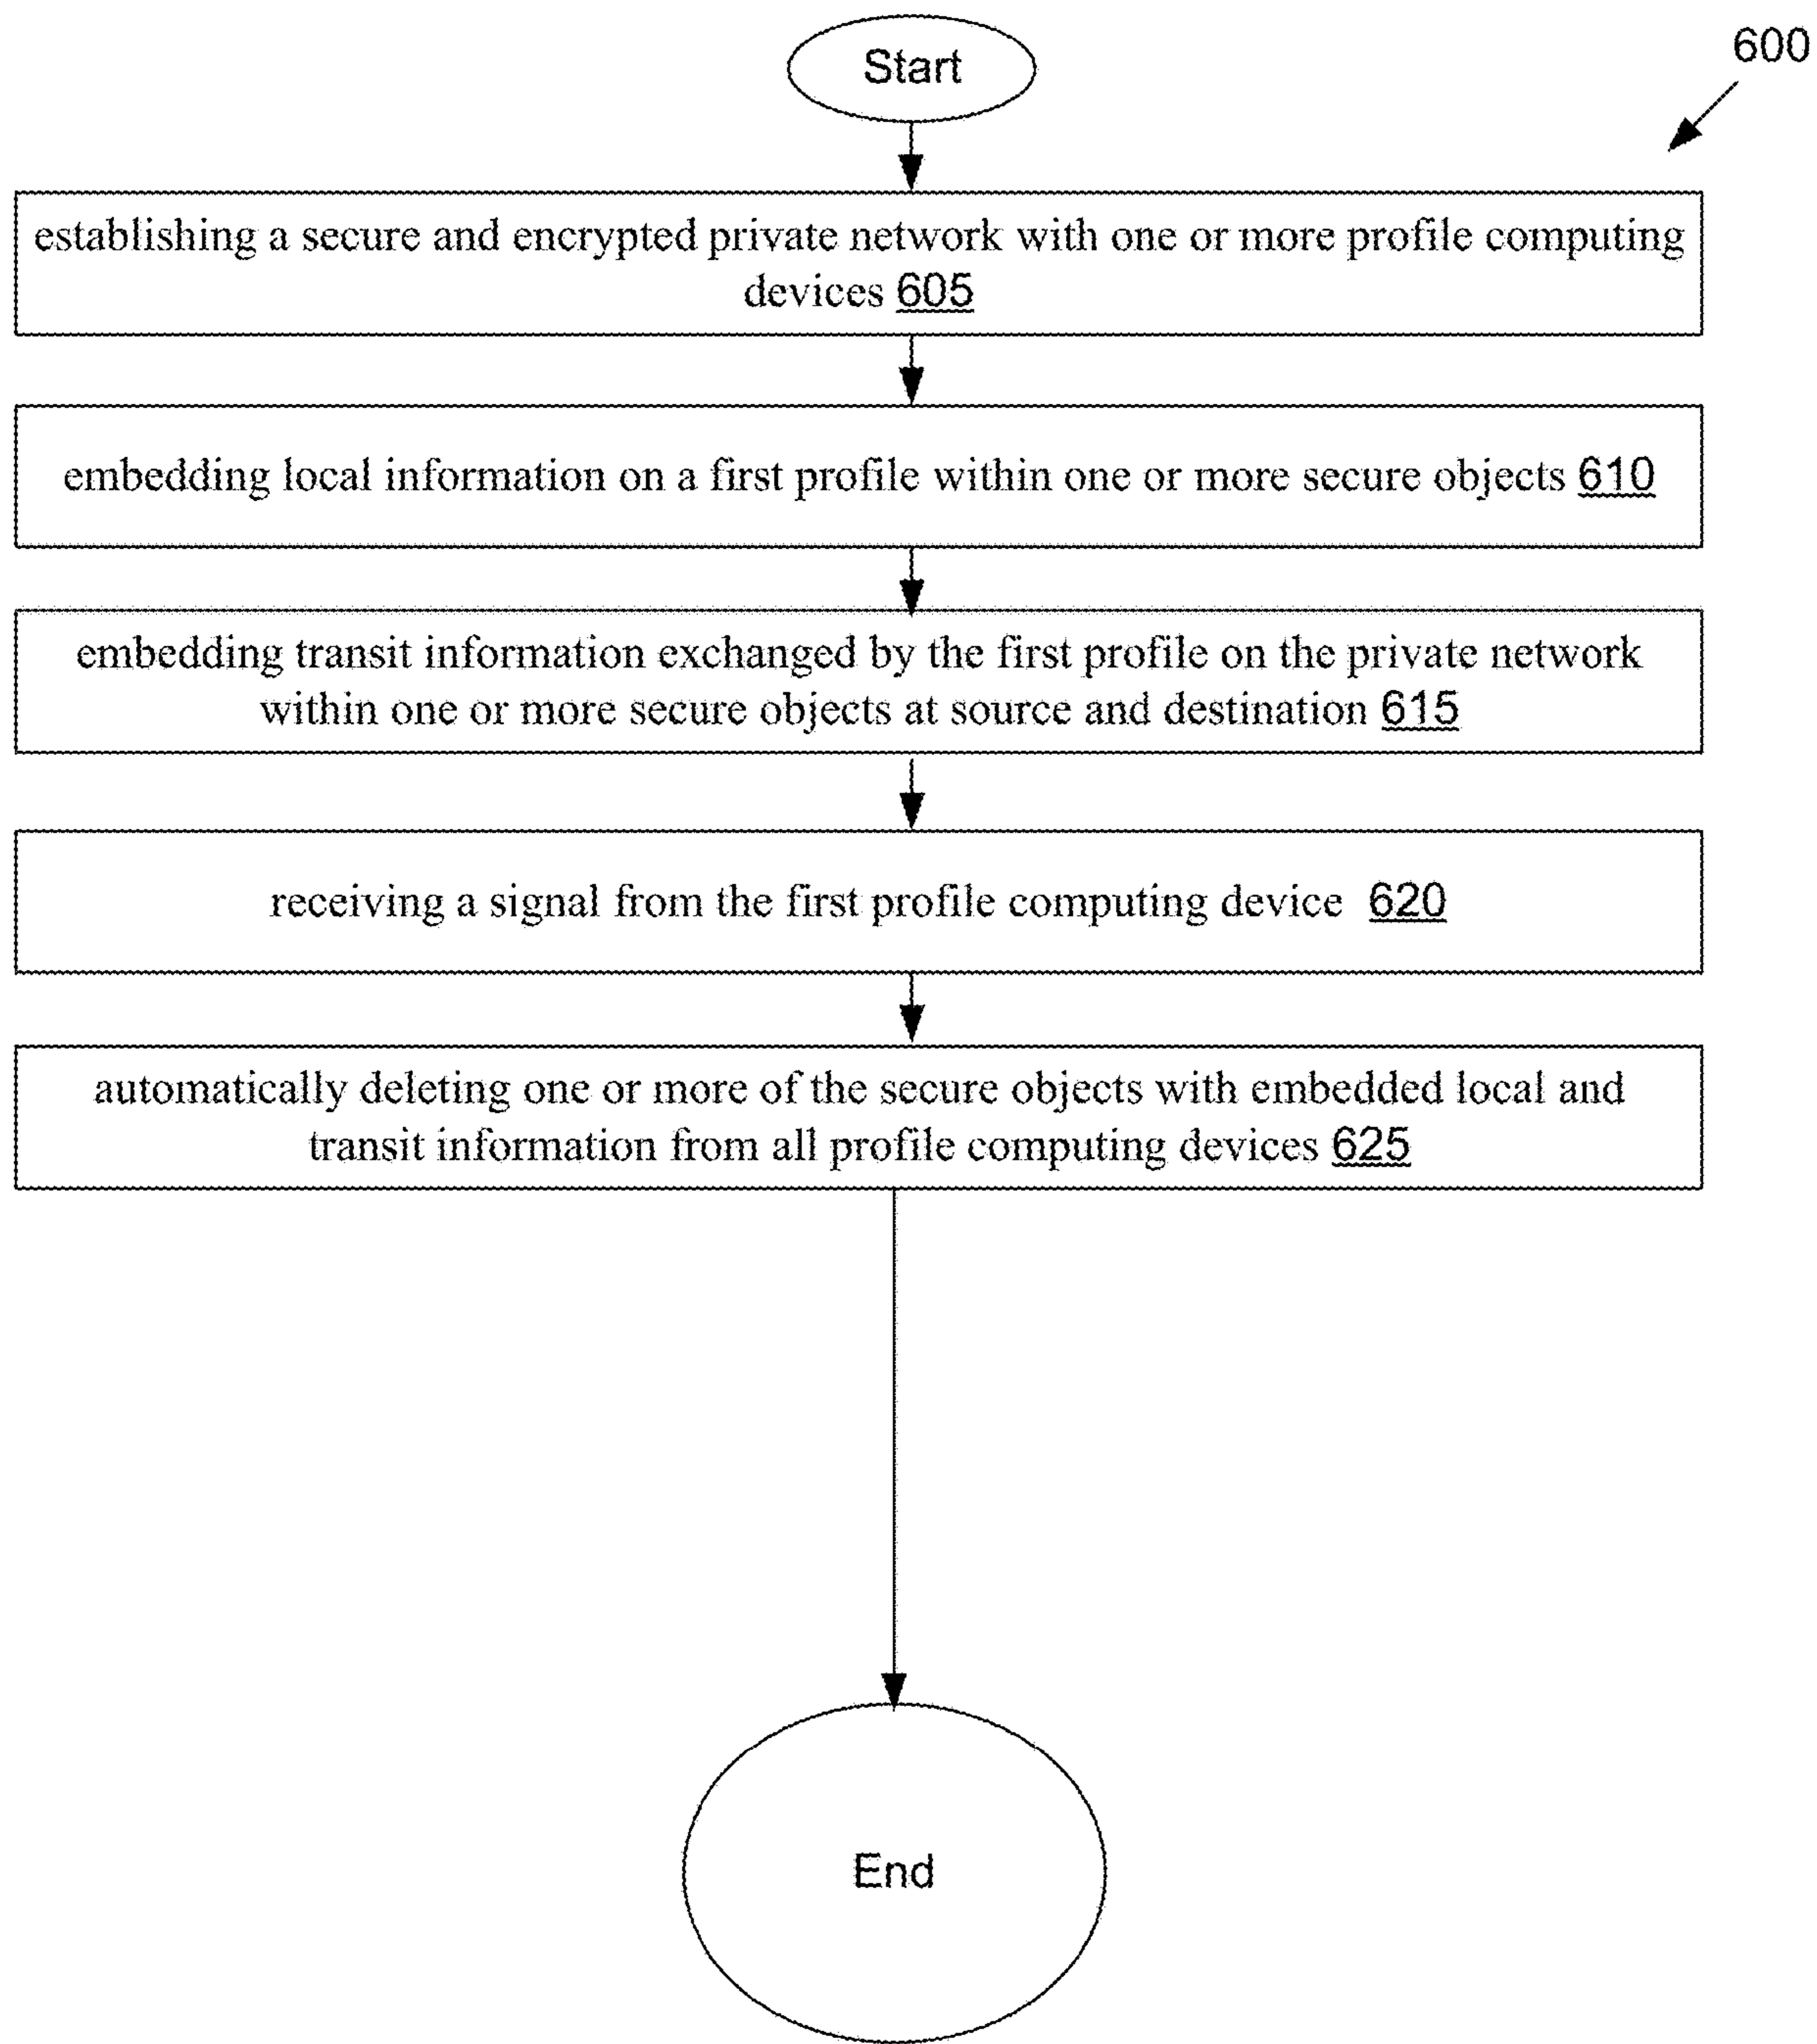 Start
600
establishing a secure and encrypted private network with one or more profile computing
devices 605
embedding local information on a first profile within one or more secure objects 610
embedding transit information exchanged by the first profile on the private network
within one or more secure objects at source and destination 615
receiving a signal from the first profile computing device 620
automatically deleting one or more of the secure objects with embedded local and
transit information from all profile computing devices 625
End